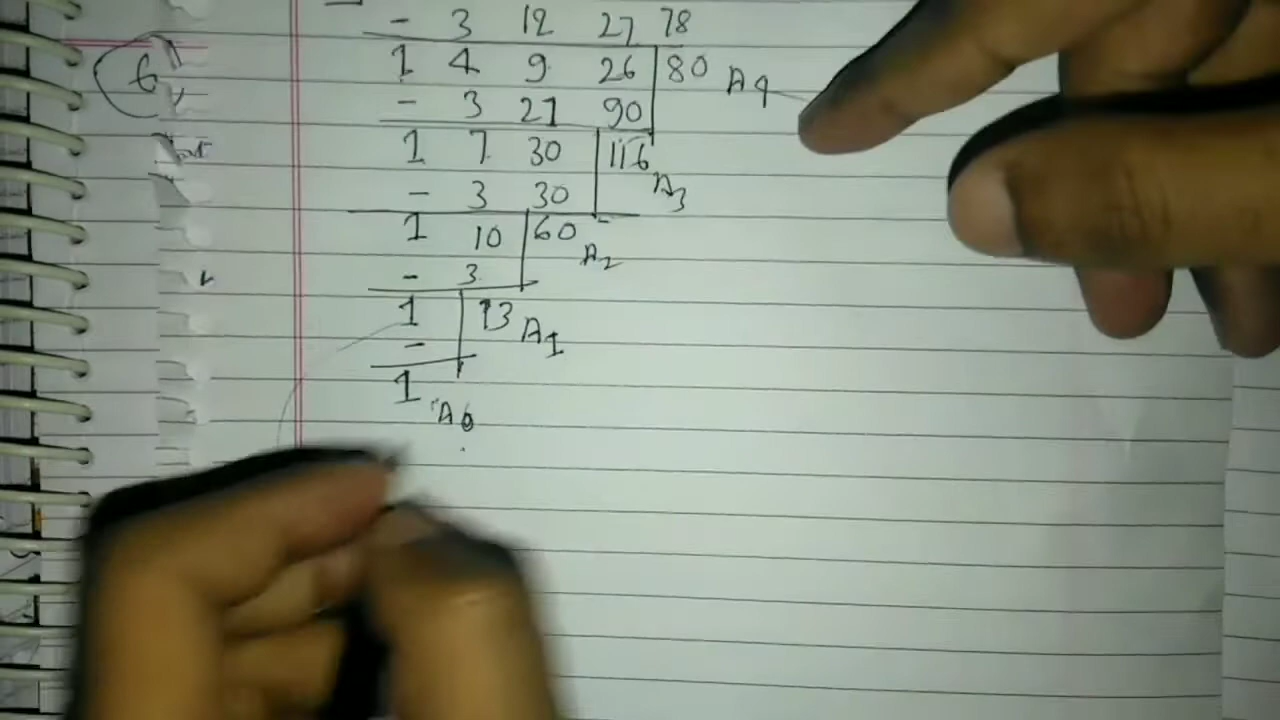 - 3 12 27 78
1 4 9 26 80 A4
- 3 21 90
1 7 30 116 A3
- 3 30
1 10 60 A2
- 3
1 13 A1
-
1 A0